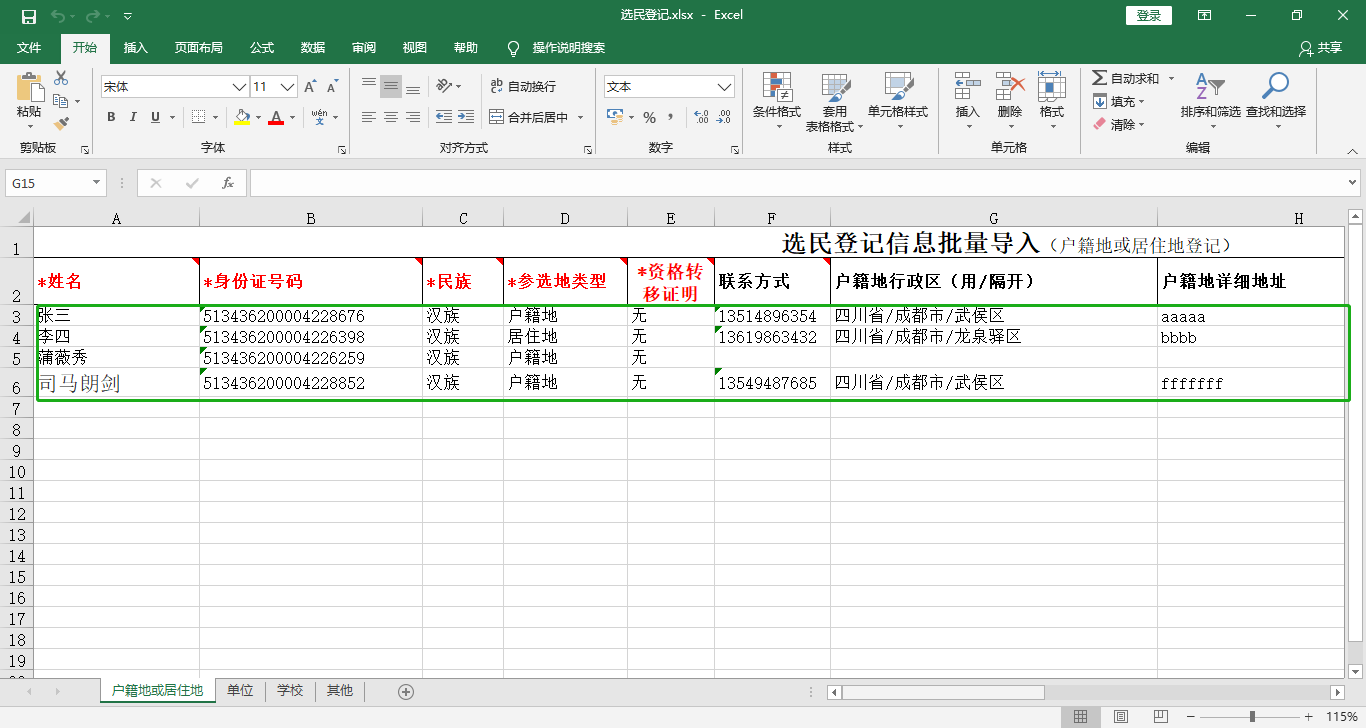 选民登记.xlsx - Excel
登录
文件 开始 插入 页面布局 公式 数据 审阅 视图 帮助 操作说明搜索 共享
宋体 11 自动换行 文本 自动求和
粘贴 条件格式 套用 单元格样式 插入 删除 格式 填充 排序和筛选 查找和选择
B I U A wén 文 合并后居中 % 表格格式 清除
剪贴板 字体 对齐方式 数字 样式 单元格 编辑
G15 fx
A B C D E F G H
1 选民登记信息批量导入（户籍地或居住地登记）
2 *姓名 *身份证号码 *民族 *参选地类型 *资格转 联系方式 户籍地行政区（用/隔开） 户籍地详细地址
移证明
3 张三 513436200004228676 汉族 户籍地 无 13514896354 四川省/成都市/武侯区 aaaaa
4 李四 513436200004226398 汉族 居住地 无 13619863432 四川省/成都市/龙泉驿区 bbbb
5 蒲薇秀 513436200004226259 汉族 户籍地 无
6 司马朗剑 513436200004228852 汉族 户籍地 无 13549487685 四川省/成都市/武侯区 fffffff
7
8
9
10
11
12
13
14
15
16
17
18
19
户籍地或居住地 单位 学校 其他
115%